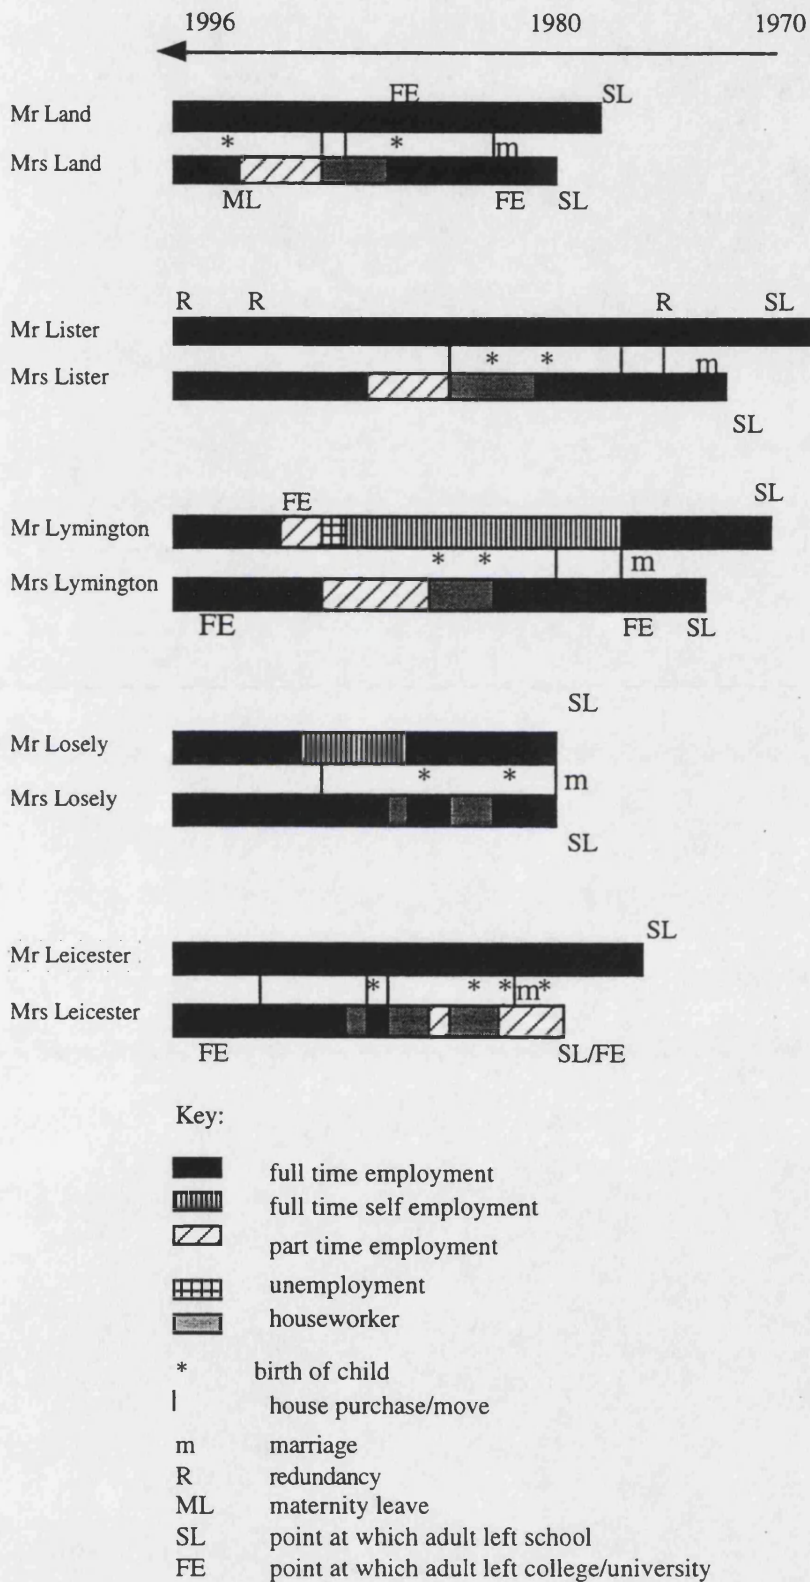 1996 1980 1970
FE SL
Mr Land
* * m
Mrs Land
ML FE SL
R R R SL
Mr Lister
* * m
Mrs Lister
SL
FE SL
Mr Lymington
* * m
Mrs Lymington
FE FE SL
SL
Mr Losely
* * m
Mrs Losely
SL
SL
Mr Leicester
* * * m*
Mrs Leicester
FE SL/FE
Key:
full time employment
full time self employment
part time employment
unemployment
houseworker
* birth of child
| house purchase/move
m marriage
R redundancy
ML maternity leave
SL point at which adult left school
FE point at which adult left college/university